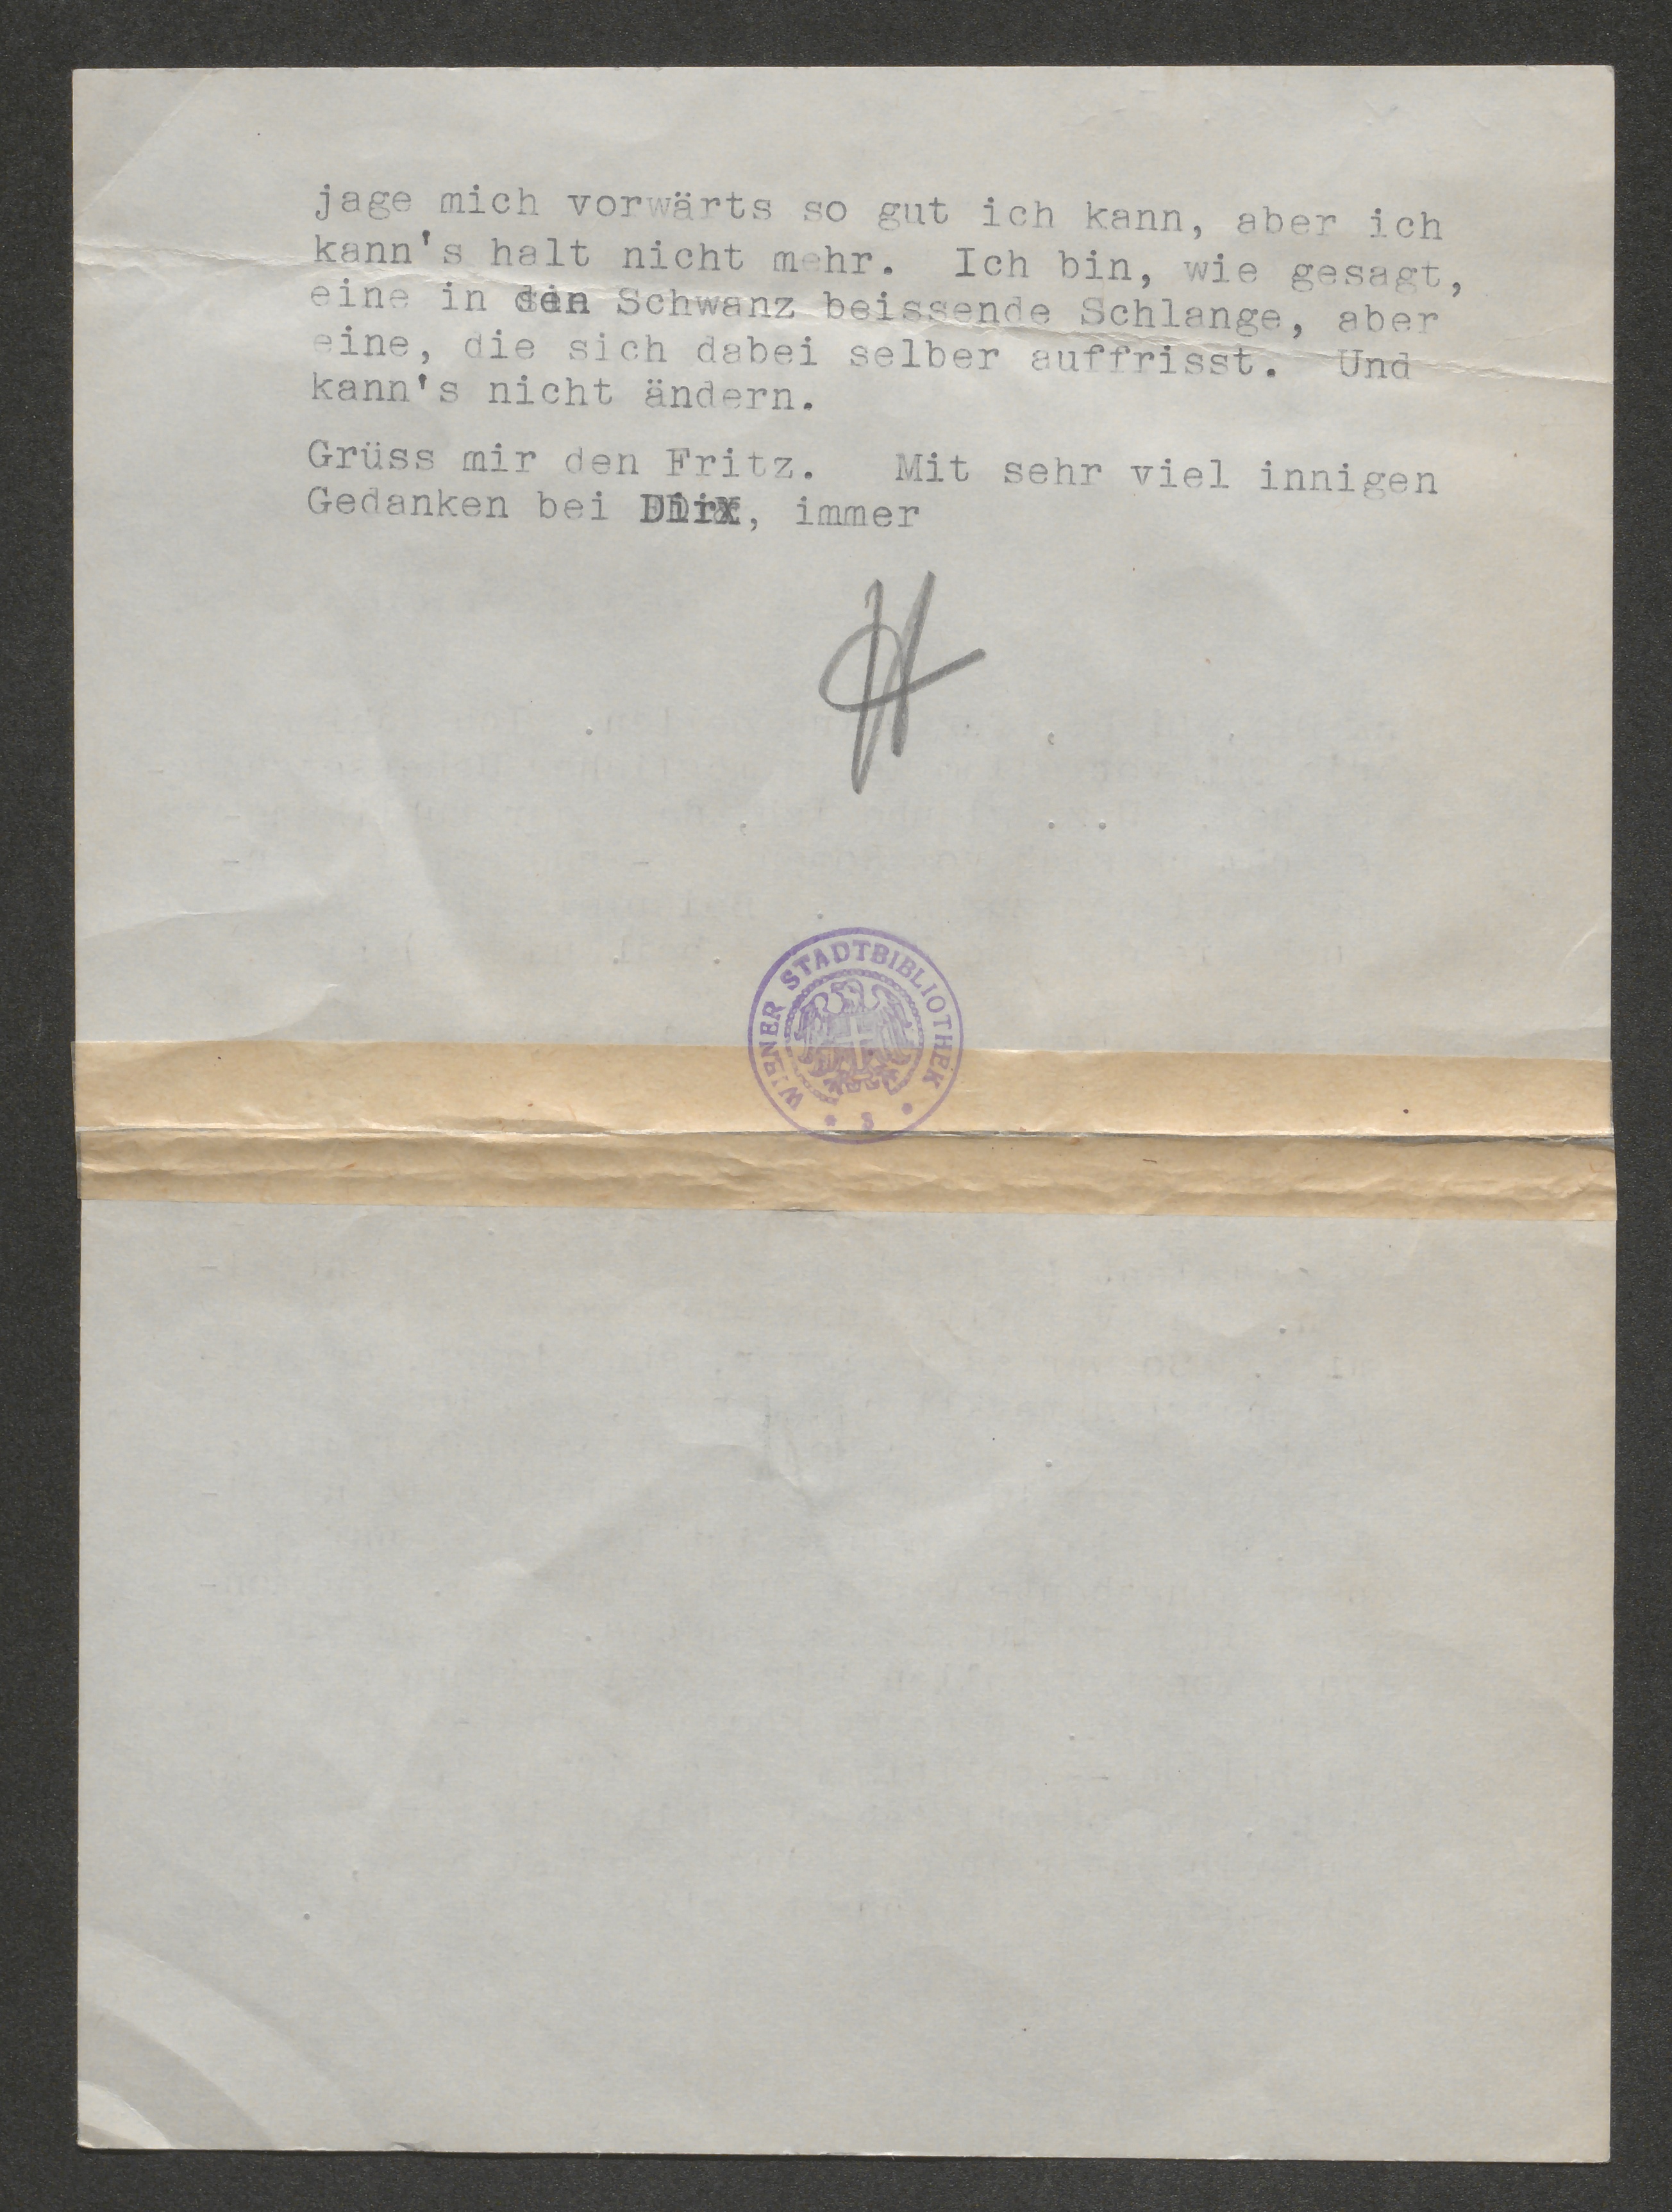 jage mich vorwärts so gut ich kann, aber ich
kann's halt nicht mehr. Ich bin, wie gesagt,
eine in den Schwanz beissende Schlange, aber
eine, die sich dabei selber auffrisst. Und
kann's nicht ändern.
Grüss mir den Fritz. Mit sehr viel innigen
Gedanken bei Dir, immer
H
WIENER STADTBIBLIOTHEK